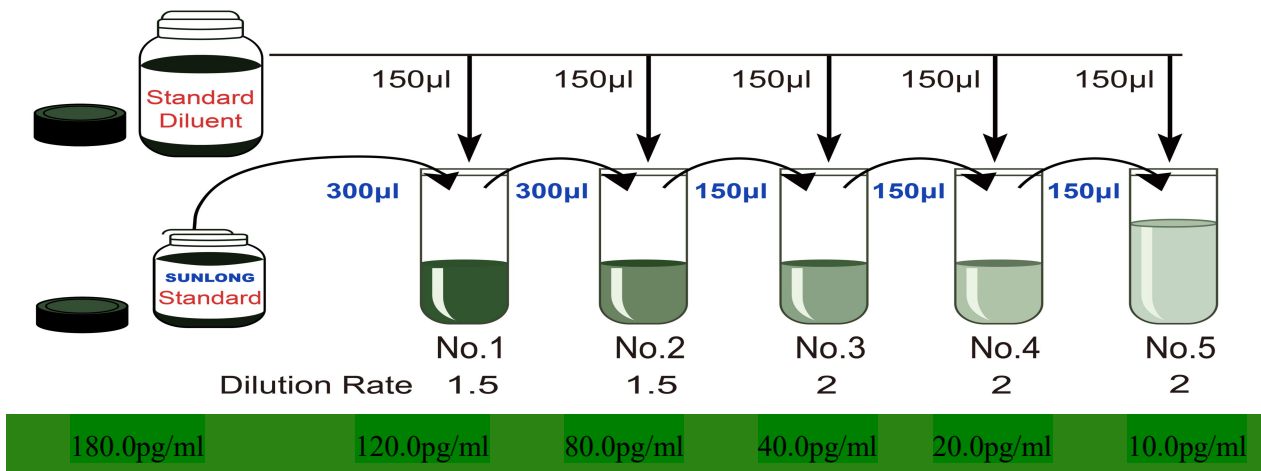 150µl 150µl 150µl 150µl 150µl
Standard
Diluent
300µl 300µl 150µl 150µl 150µl
SUNLONG
Standard
No.1 No.2 No.3 No.4 No.5
Dilution Rate 1.5 1.5 2 2 2
180.0pg/ml 120.0pg/ml 80.0pg/ml 40.0pg/ml 20.0pg/ml 10.0pg/ml